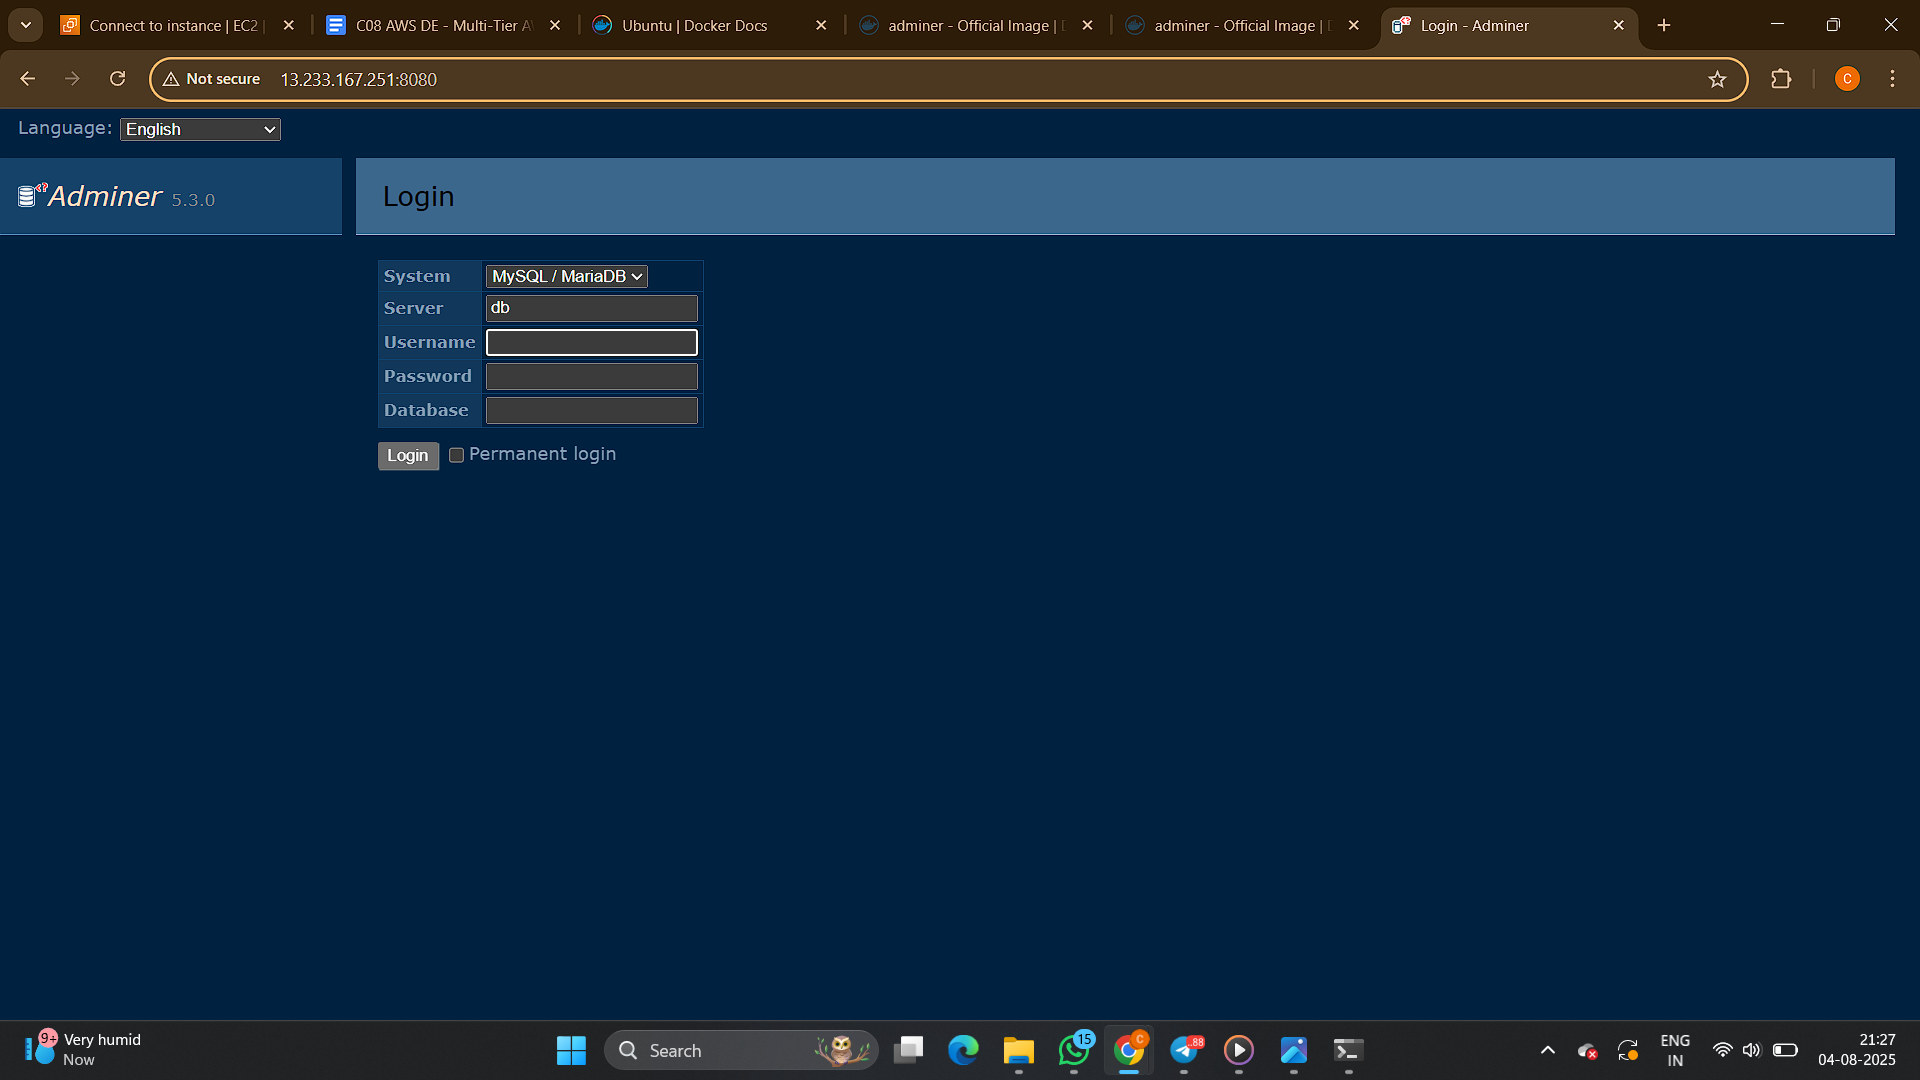 Connect to instance | EC2 |
C08 AWS DE - Multi-Tier A
Ubuntu | Docker Docs
adminer - Official Image |
adminer - Official Image |
Login - Adminer
Not secure
13.233.167.251:8080
C
Language: English
Adminer 5.3.0
Login
System MySQL / MariaDB
Server db
Username
Password
Database
Login Permanent login
9+
Very humid
Now
Search
15
C
.88
ENG
IN
21:27
04-08-2025